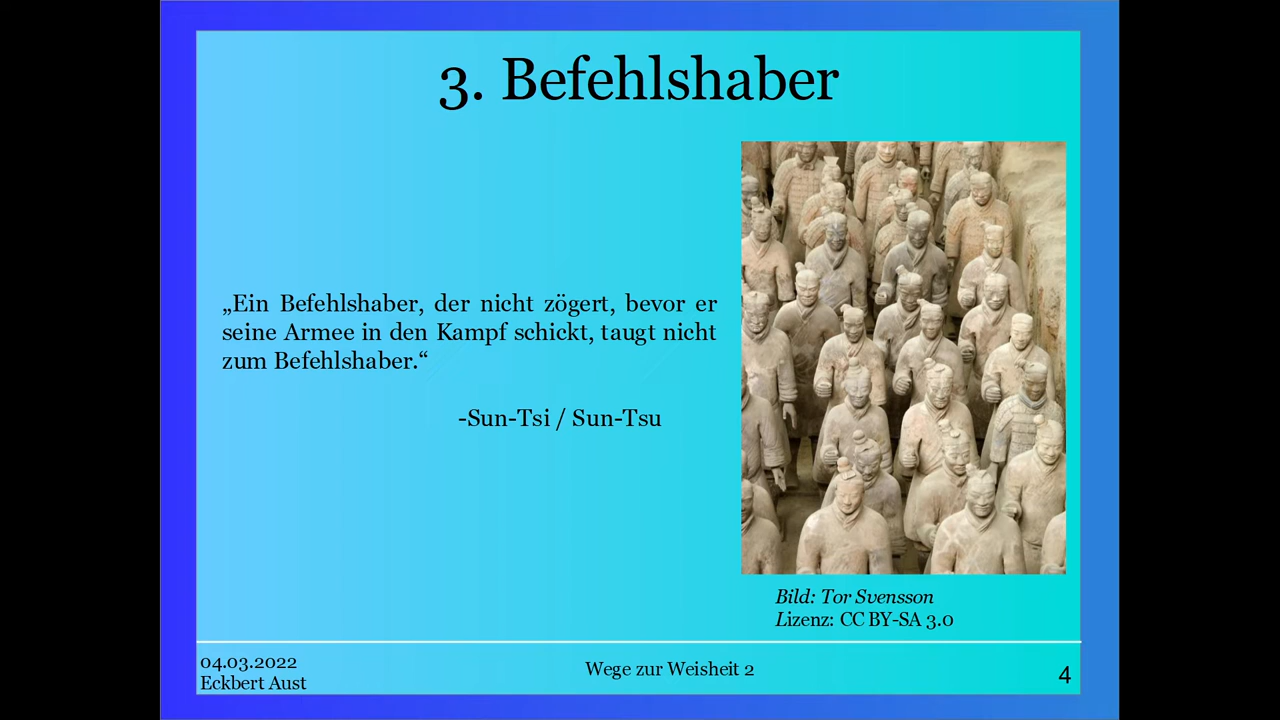 3. Befehlshaber
„Ein Befehlshaber, der nicht zögert, bevor er
seine Armee in den Kampf schickt, taugt nicht
zum Befehlshaber.“
-Sun-Tsi / Sun-Tsu
Bild: Tor Svensson
Lizenz: CC BY-SA 3.0
04.03.2022
Eckbert Aust
Wege zur Weisheit 2
4